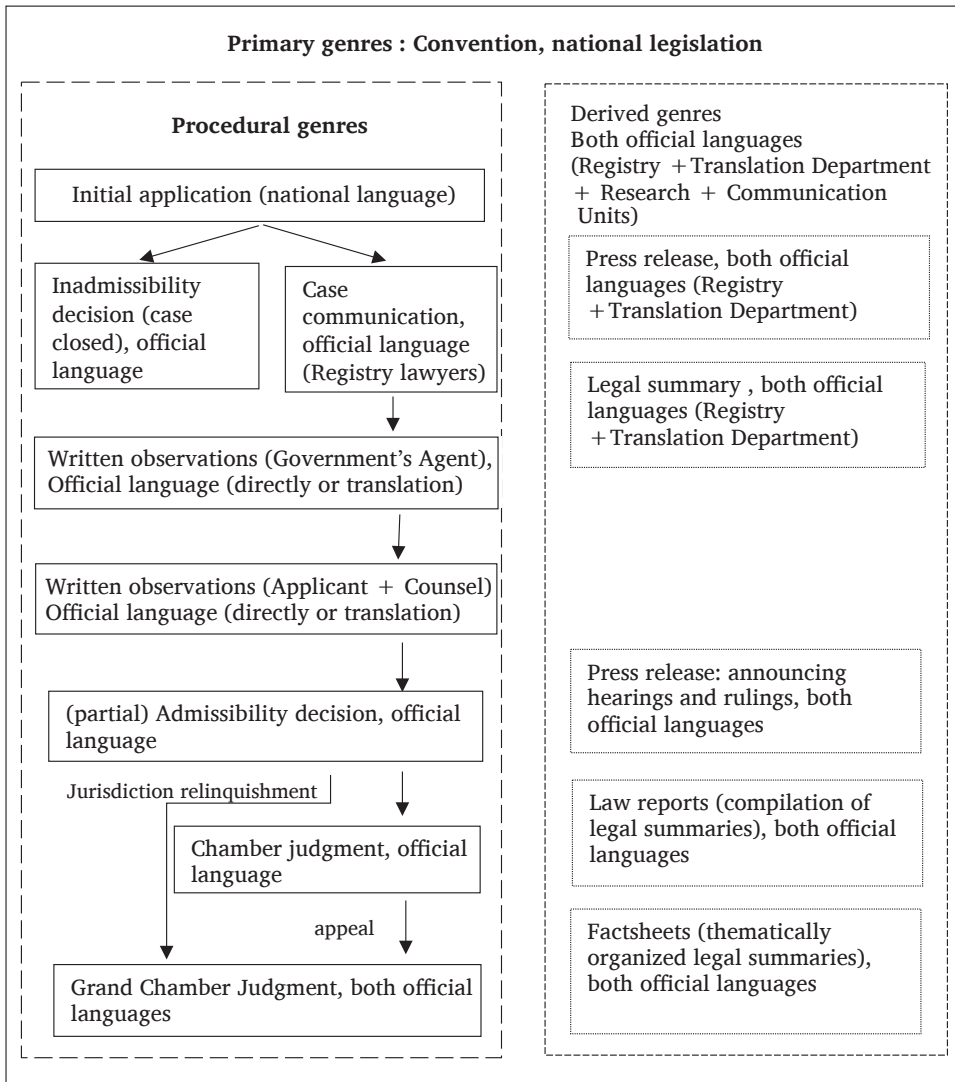 Primary genres : Convention, national legislation
Procedural genres
Initial application (national language)
Inadmissibility
decision (case
closed), official
language
Case
communication,
official language
(Registry lawyers)
Written observations (Government’s Agent),
Official language (directly or translation)
Written observations (Applicant + Counsel)
Official language (directly or translation)
(partial) Admissibility decision, official
language
Jurisdiction relinquishment
Chamber judgment, official
language
appeal
Grand Chamber Judgment, both official
languages
Derived genres
Both official languages
(Registry +Translation Department
+ Research + Communication
Units)
Press release, both official
languages (Registry
+Translation Department)
Legal summary , both official
languages (Registry
+Translation Department)
Press release: announcing
hearings and rulings, both
official languages
Law reports (compilation of
legal summaries), both official
languages
Factsheets (thematically
organized legal summaries),
both official languages